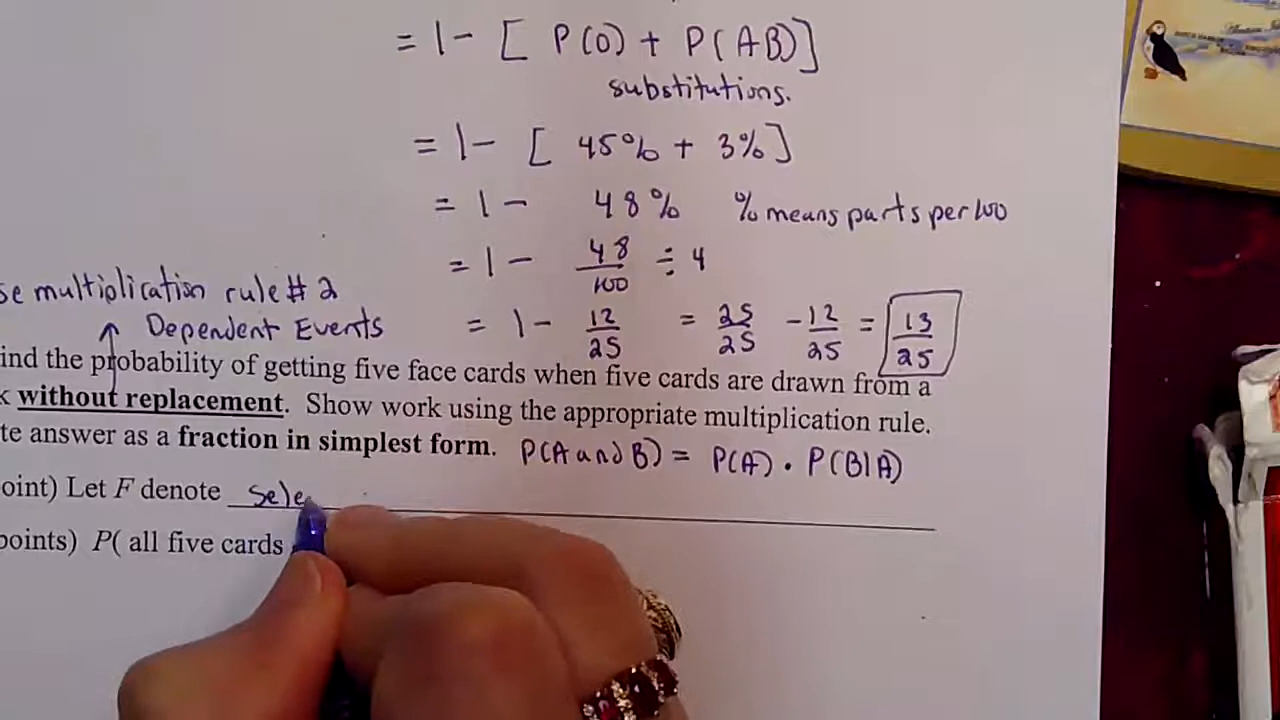 = 1 - [ P(O) + P(AB)]
substitutions.
= 1 - [ 45% + 3% ]
= 1 - 48% % means parts per 100
= 1 - 48/100 ÷ 4
se multiplication rule # 2
Dependent Events
= 1 - 12/25 = 25/25 - 12/25 = 13/25
ind the probability of getting five face cards when five cards are drawn from a
k without replacement. Show work using the appropriate multiplication rule.
te answer as a fraction in simplest form. P(A and B) = P(A) • P(B|A)
oint) Let F denote sele
points) P( all five cards